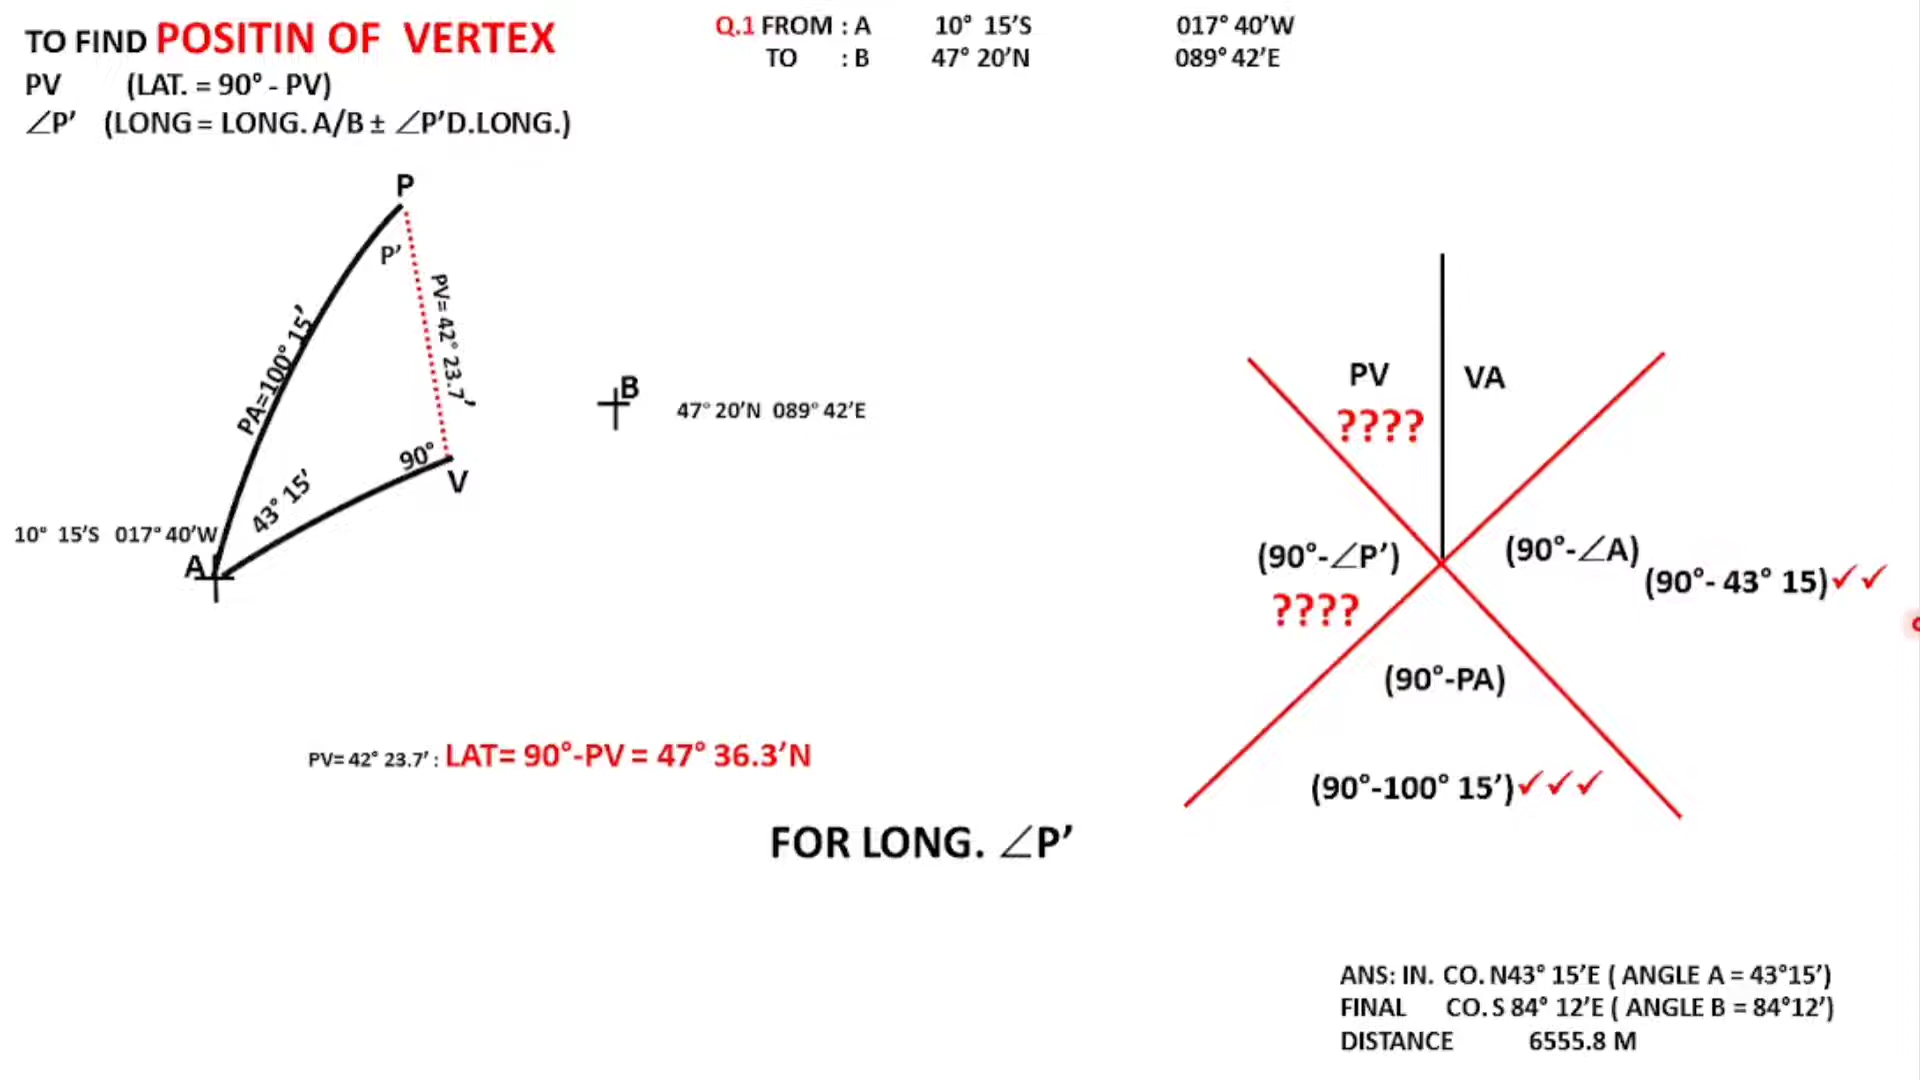 TO FIND POSITIN OF VERTEX
PV (LAT. = 90° - PV)
∠P’ (LONG = LONG. A/B ± ∠P’D.LONG.)
Q.1 FROM : A 10° 15’S 017° 40’W
TO : B 47° 20’N 089° 42’E
P
P’
PA=100° 15’
PV= 42° 23.7’
B
47° 20’N 089° 42’E
90°
V
43° 15’
10° 15’S 017° 40’W
A
PV VA
????
(90°-∠P’) (90°-∠A)
(90°- 43° 15)✓✓
????
(90°-PA)
(90°-100° 15’)✓✓✓
PV= 42° 23.7’ : LAT= 90°-PV = 47° 36.3’N
FOR LONG. ∠P’
ANS: IN. CO. N43° 15’E ( ANGLE A = 43°15’)
FINAL CO. S 84° 12’E ( ANGLE B = 84°12’)
DISTANCE 6555.8 M